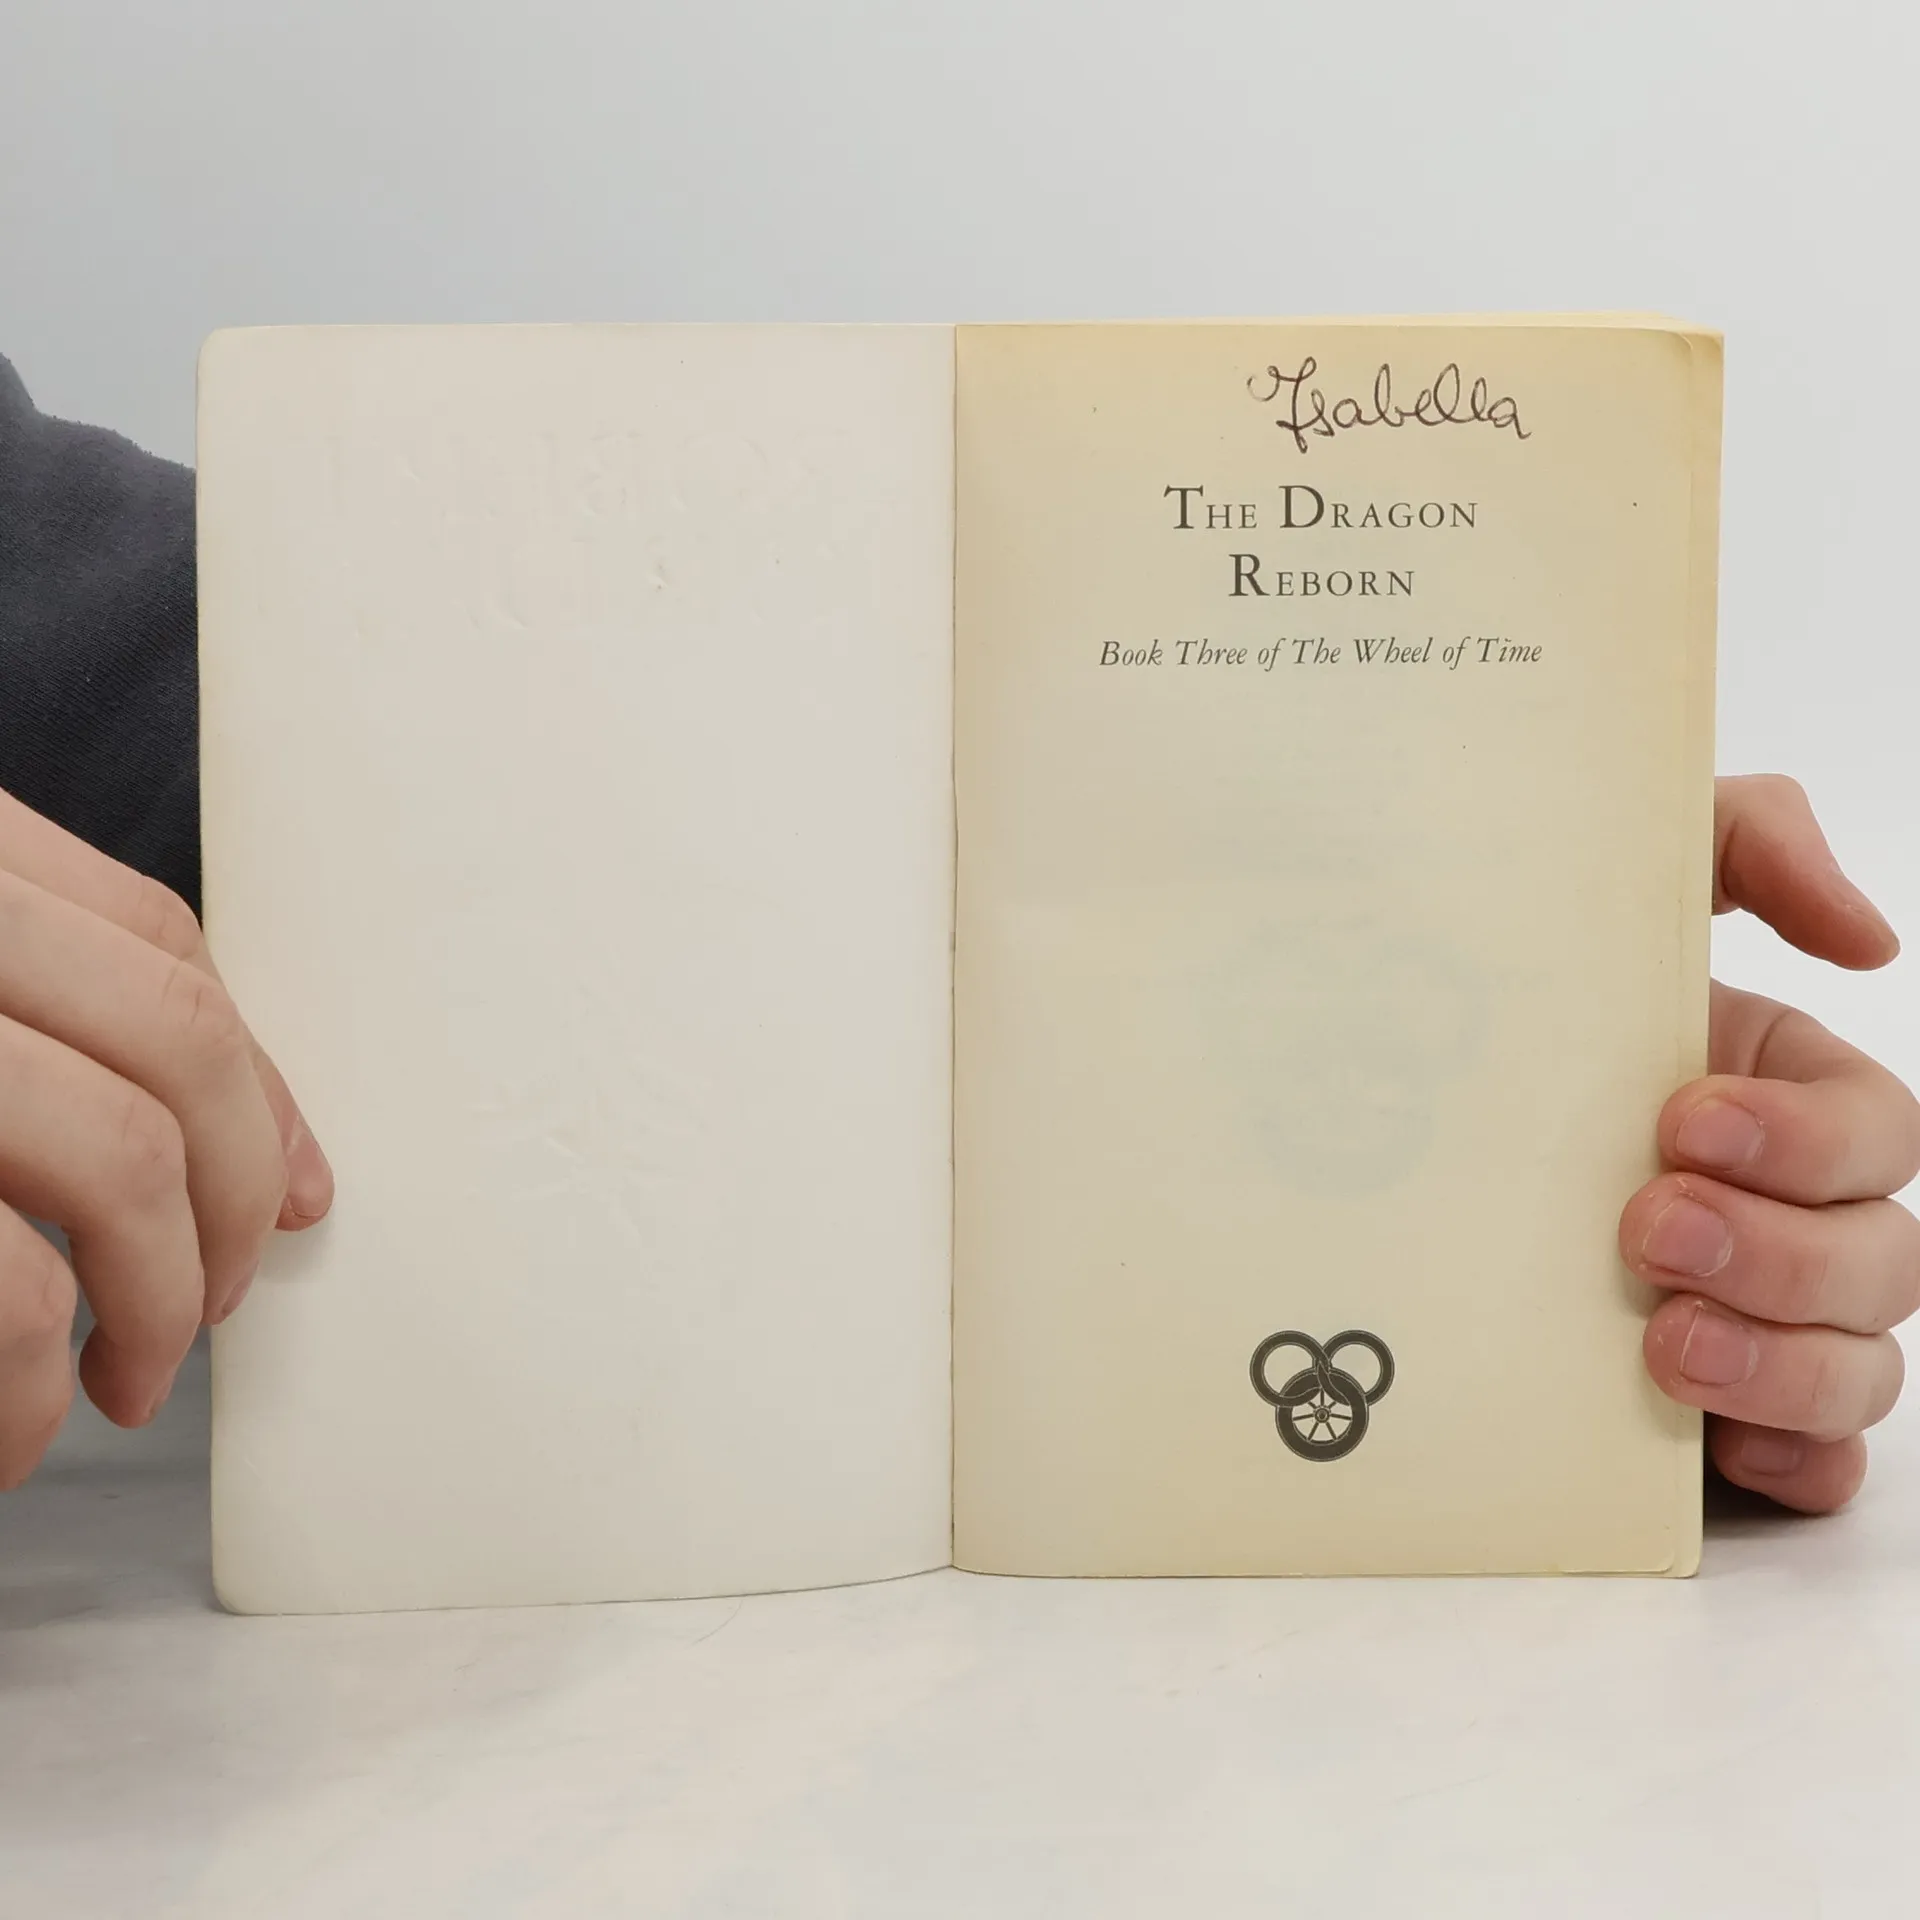 Isabella
THE DRAGON
REBORN
Book Three of The Wheel of Time